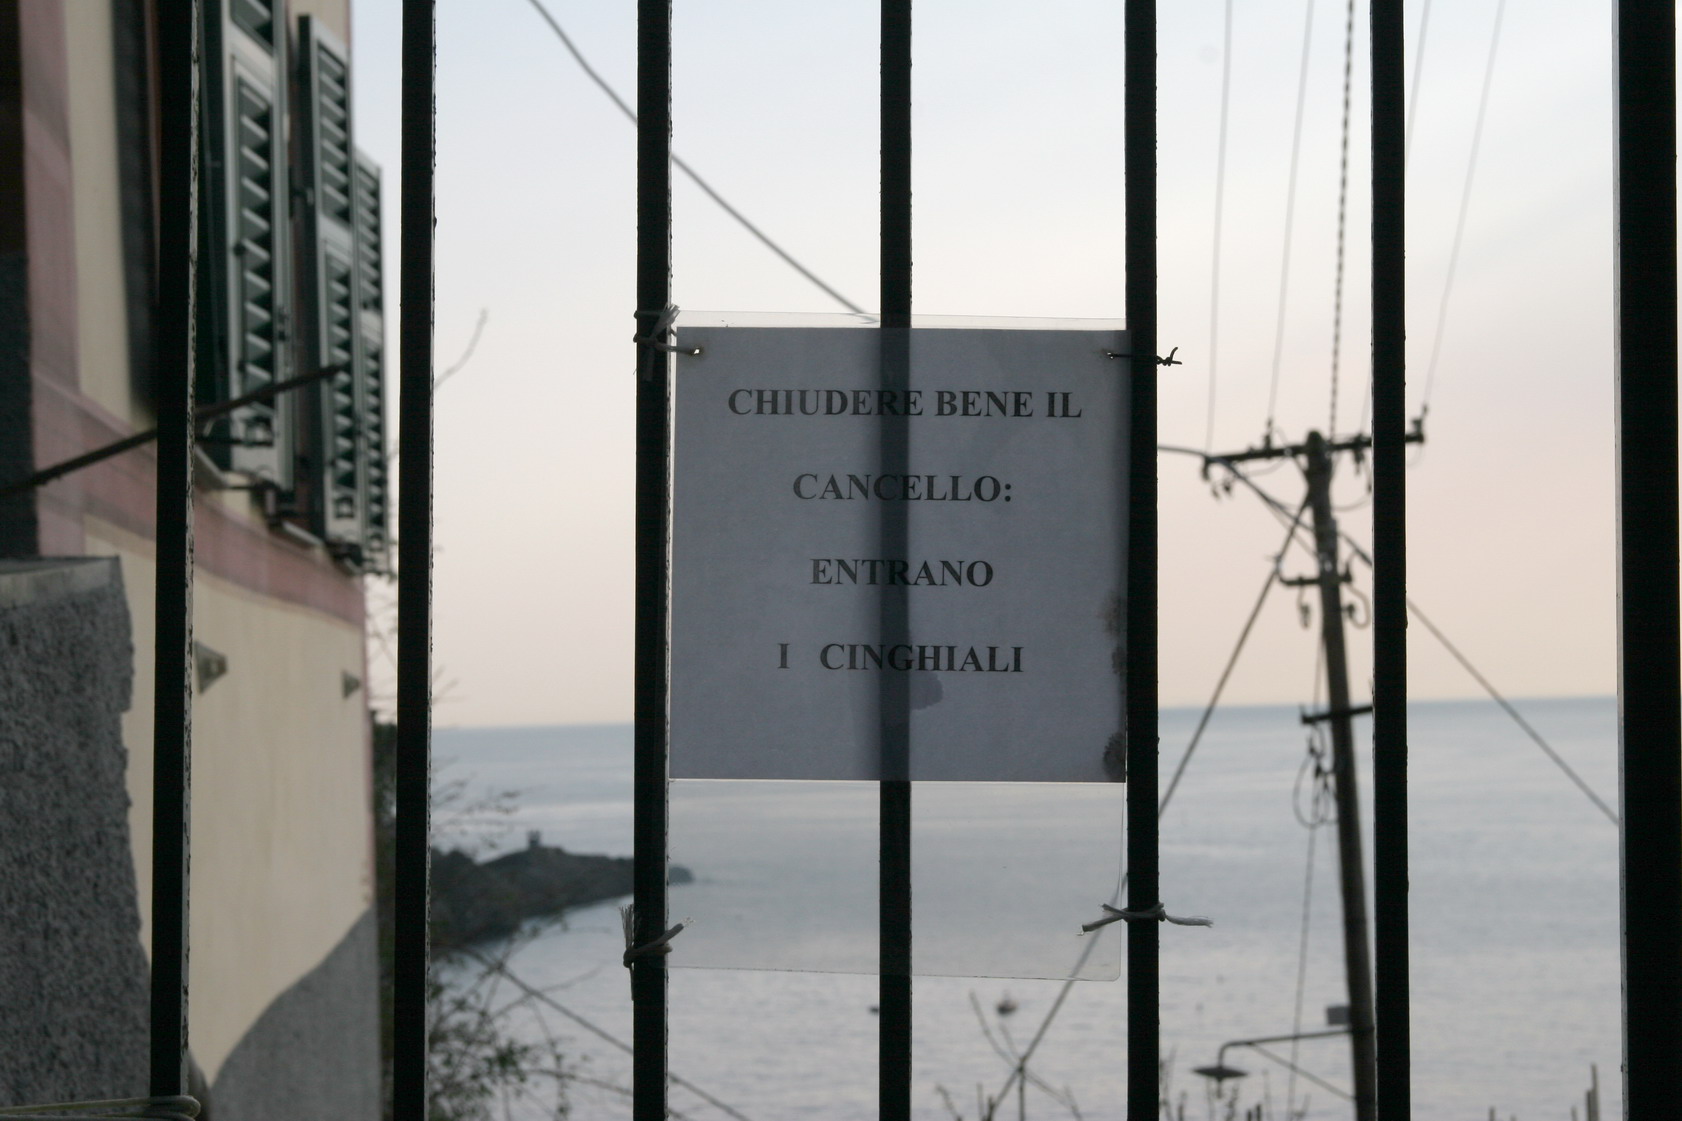 CHIUDERE BENE IL
CANCELLO:
ENTRANO
I CINGHIALI